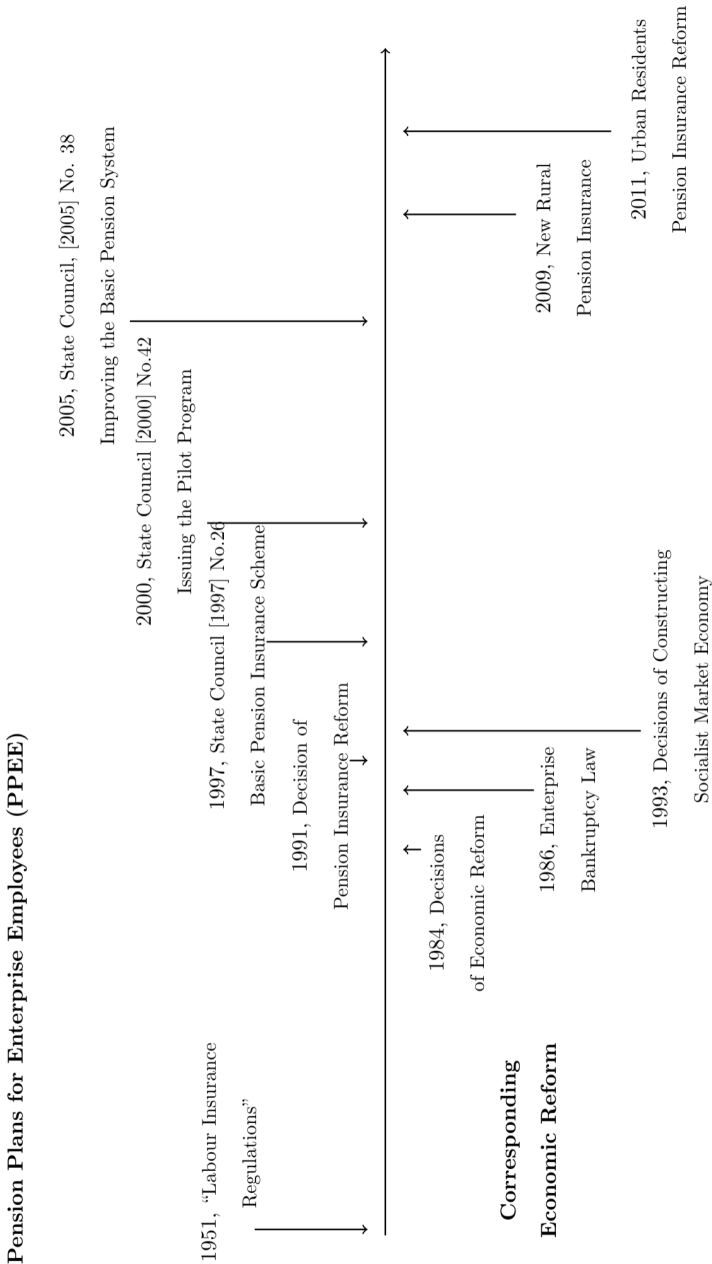 Pension Plans for Enterprise Employees (PPEE)
1951, “Labour Insurance
Regulations”
1991, Decision of
Pension Insurance Reform
1997, State Council [1997] No.26
Basic Pension Insurance Scheme
2000, State Council [2000] No.42
Issuing the Pilot Program
2005, State Council, [2005] No. 38
Improving the Basic Pension System
Corresponding
Economic Reform
1984, Decisions
of Economic Reform
1986, Enterprise
Bankruptcy Law
1993, Decisions of Constructing
Socialist Market Economy
2009, New Rural
Pension Insurance
2011, Urban Residents
Pension Insurance Reform